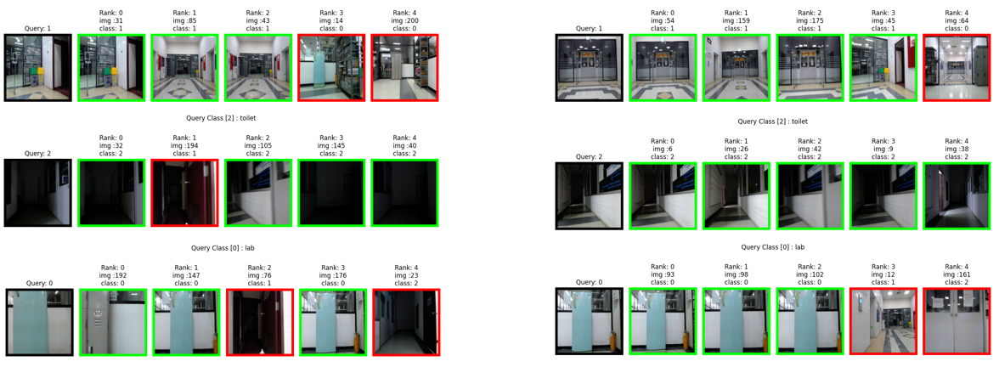 Query: 1
Rank: 0
img :31
class: 1
Rank: 1
img :85
class: 1
Rank: 2
img :43
class: 1
Rank: 3
img :14
class: 0
Rank: 4
img :200
class: 0
Query Class [2] : toilet
Query: 2
Rank: 0
img :32
class: 2
Rank: 1
img :194
class: 1
Rank: 2
img :105
class: 2
Rank: 3
img :145
class: 2
Rank: 4
img :40
class: 2
Query Class [0] : lab
Query: 0
Rank: 0
img :192
class: 0
Rank: 1
img :147
class: 0
Rank: 2
img :76
class: 1
Rank: 3
img :176
class: 0
Rank: 4
img :23
class: 2
Query: 1
Rank: 0
img :54
class: 1
Rank: 1
img :159
class: 1
Rank: 2
img :175
class: 1
Rank: 3
img :45
class: 1
Rank: 4
img :64
class: 0
Query Class [2] : toilet
Query: 2
Rank: 0
img :6
class: 2
Rank: 1
img :26
class: 2
Rank: 2
img :42
class: 2
Rank: 3
img :9
class: 2
Rank: 4
img :38
class: 2
Query Class [0] : lab
Query: 0
Rank: 0
img :93
class: 0
Rank: 1
img :98
class: 0
Rank: 2
img :102
class: 0
Rank: 3
img :12
class: 1
Rank: 4
img :161
class: 2